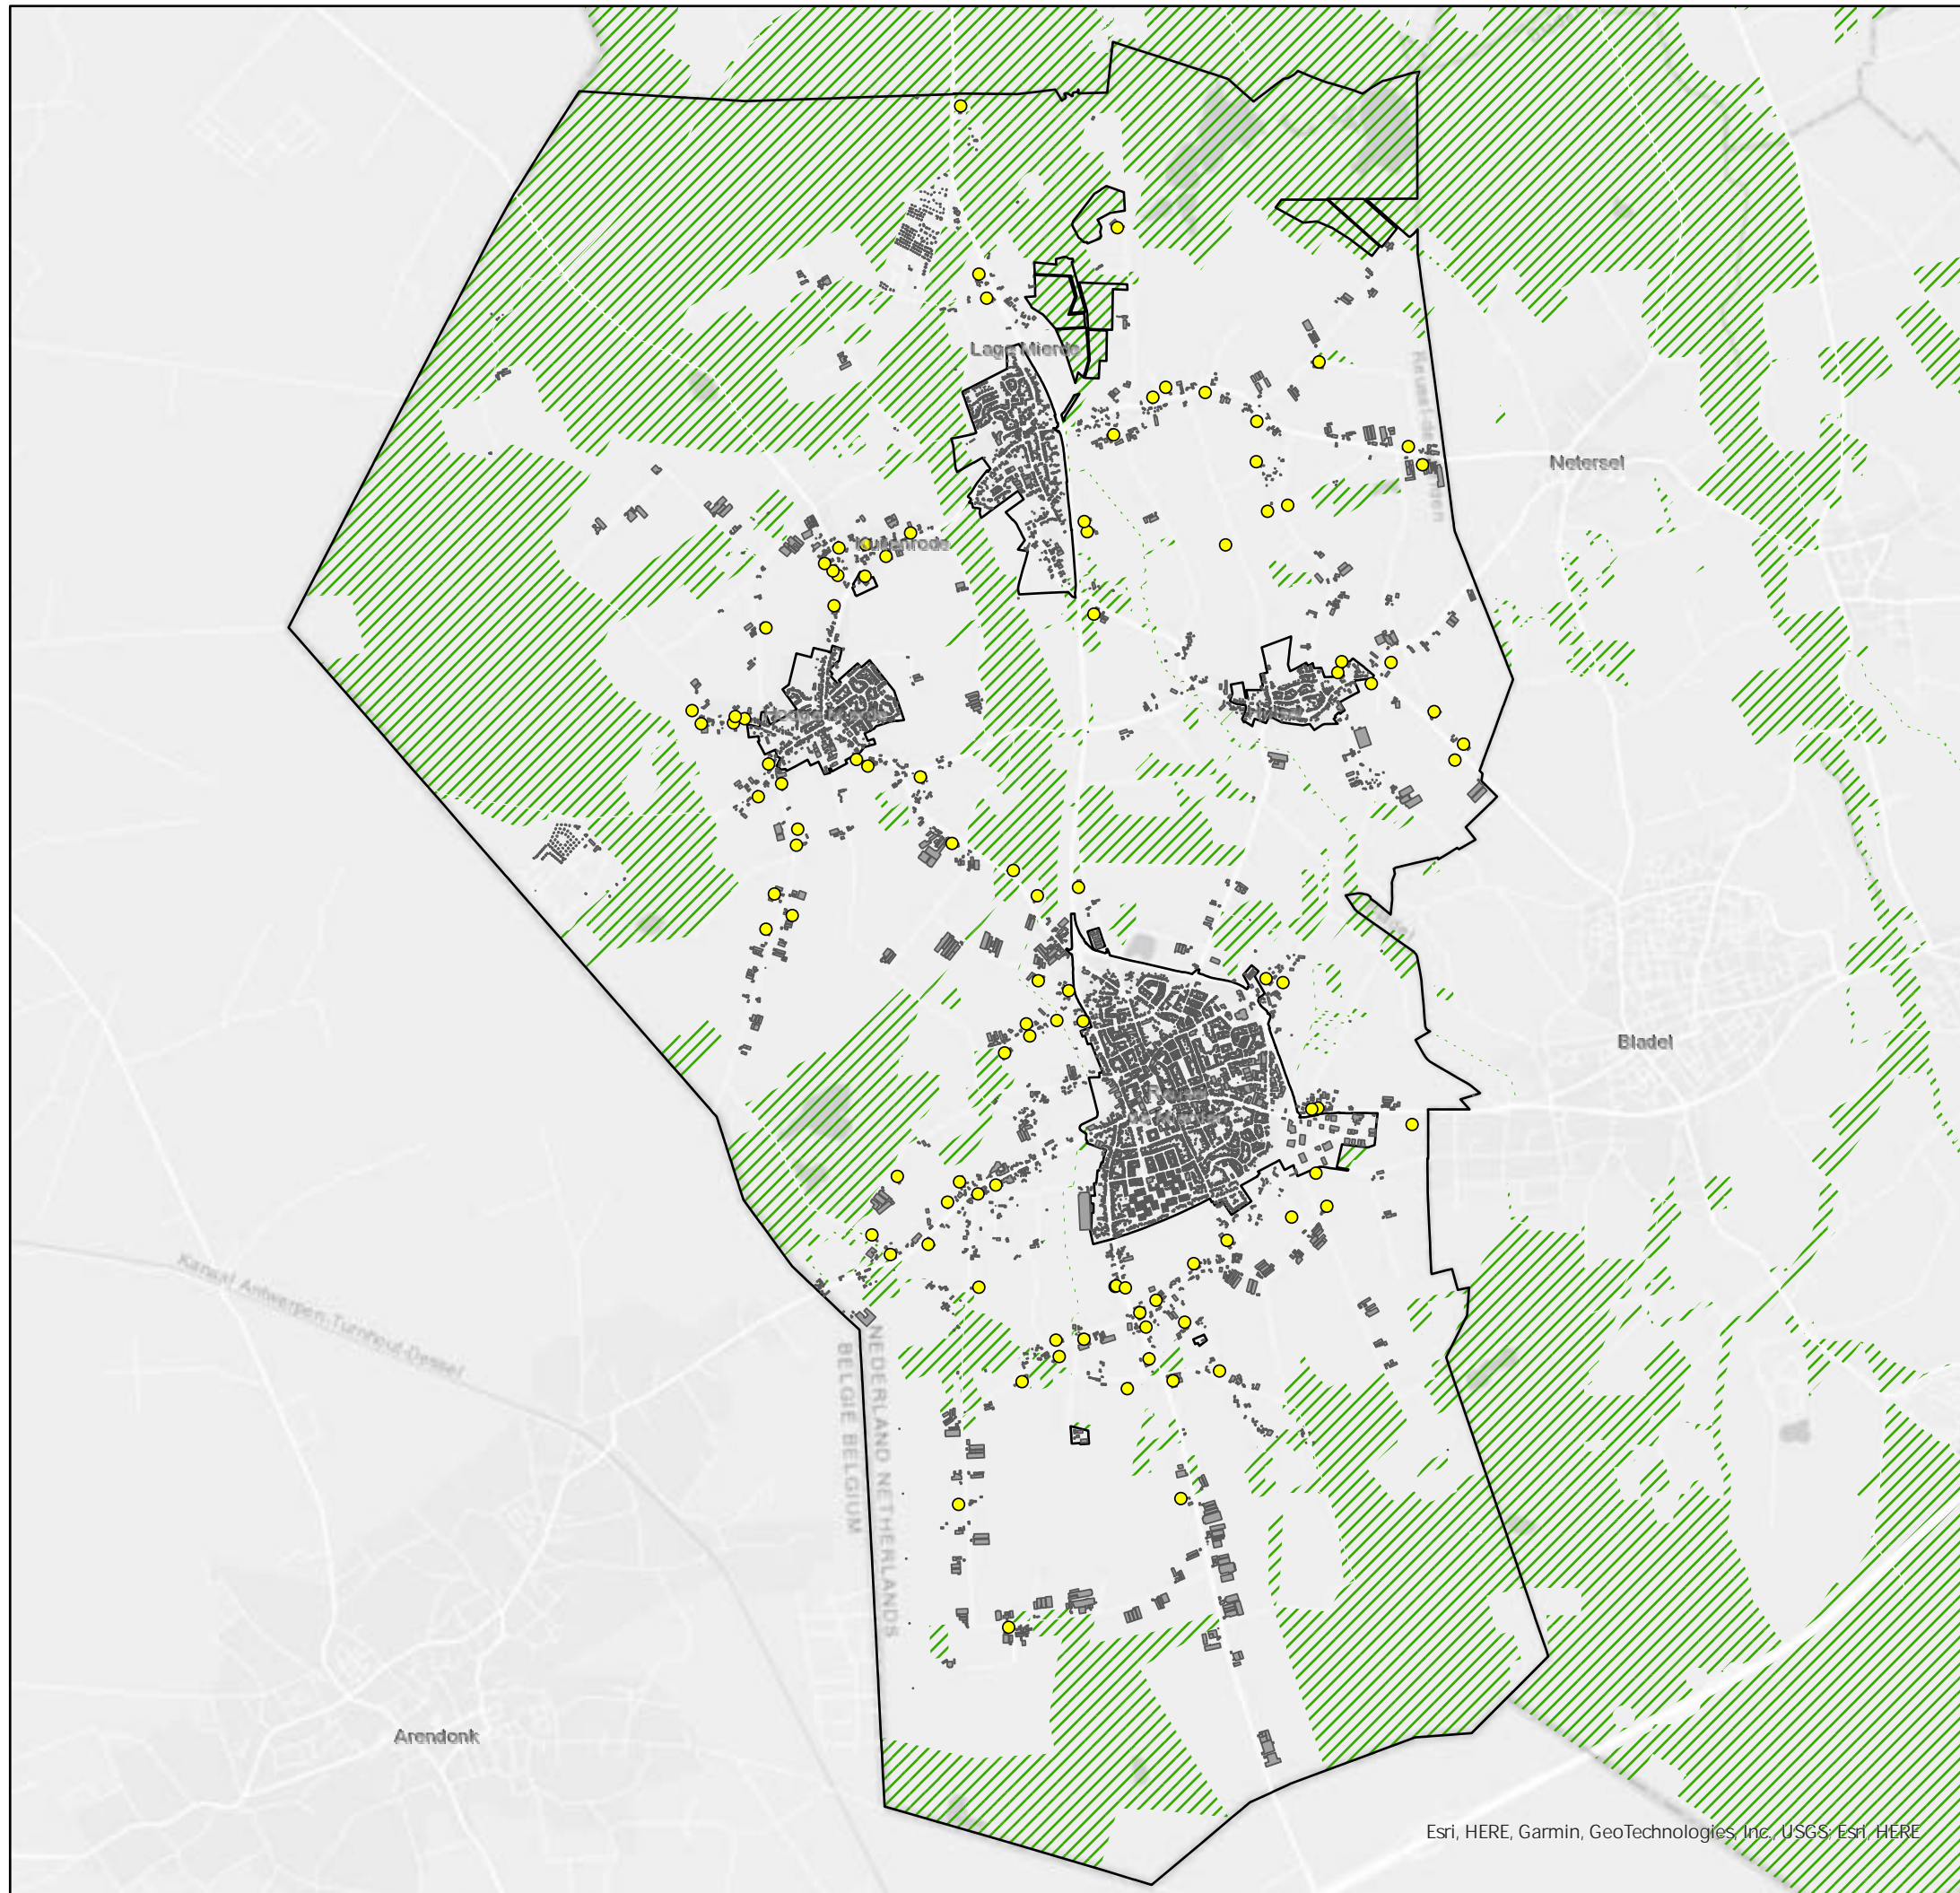 Lage Mierde
Netersel
Kulenrode
Bladel
Kanaal Antwerpen-Turnhout-Dessel
NEDERLAND NETHERLANDS
BELGIE BELGIUM
Arendonk
Esri, HERE, Garmin, GeoTechnologies, Inc., USGS; Esri, HERE